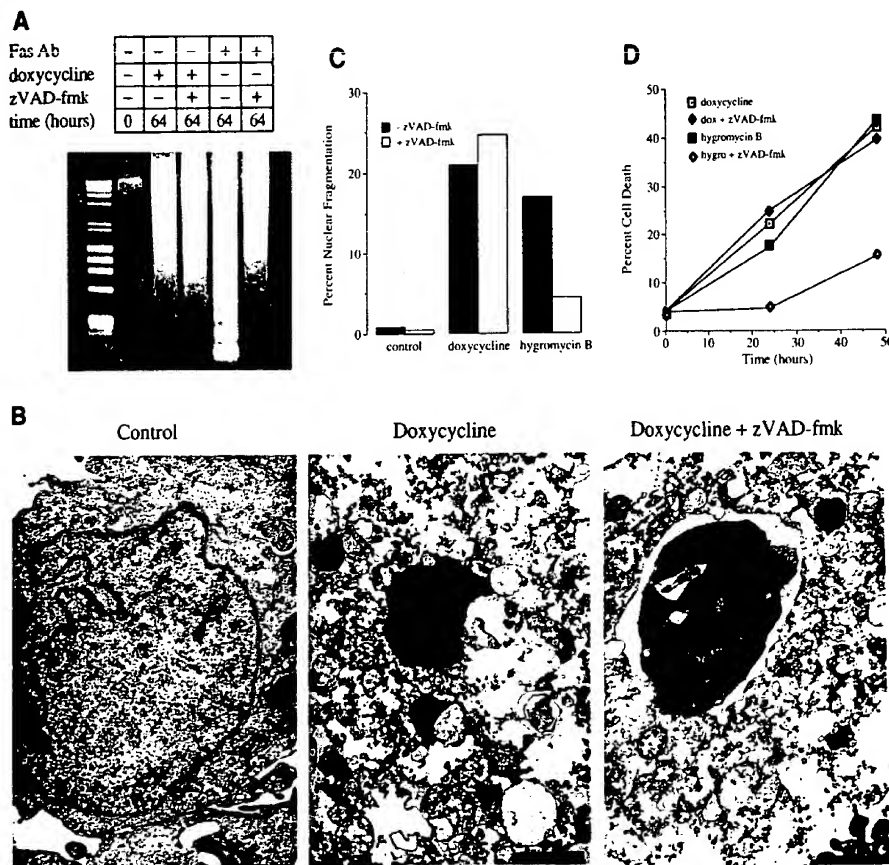 A
Fas Ab - - - + +
doxycycline - + + - -
zVAD-fmk - - + - +
time (hours) 0 64 64 64 64
C
Percent Nuclear Fragmentation
30
20
10
0
- zVAD-fmk
+ zVAD-fmk
control doxycycline hygromycin B
D
Percent Cell Death
50
40
30
20
10
0
doxycycline
dox + zVAD-fmk
hygromycin B
hygro + zVAD-fmk
0 10 20 30 40 50
Time (hours)
B
Control Doxycycline Doxycycline + zVAD-fmk